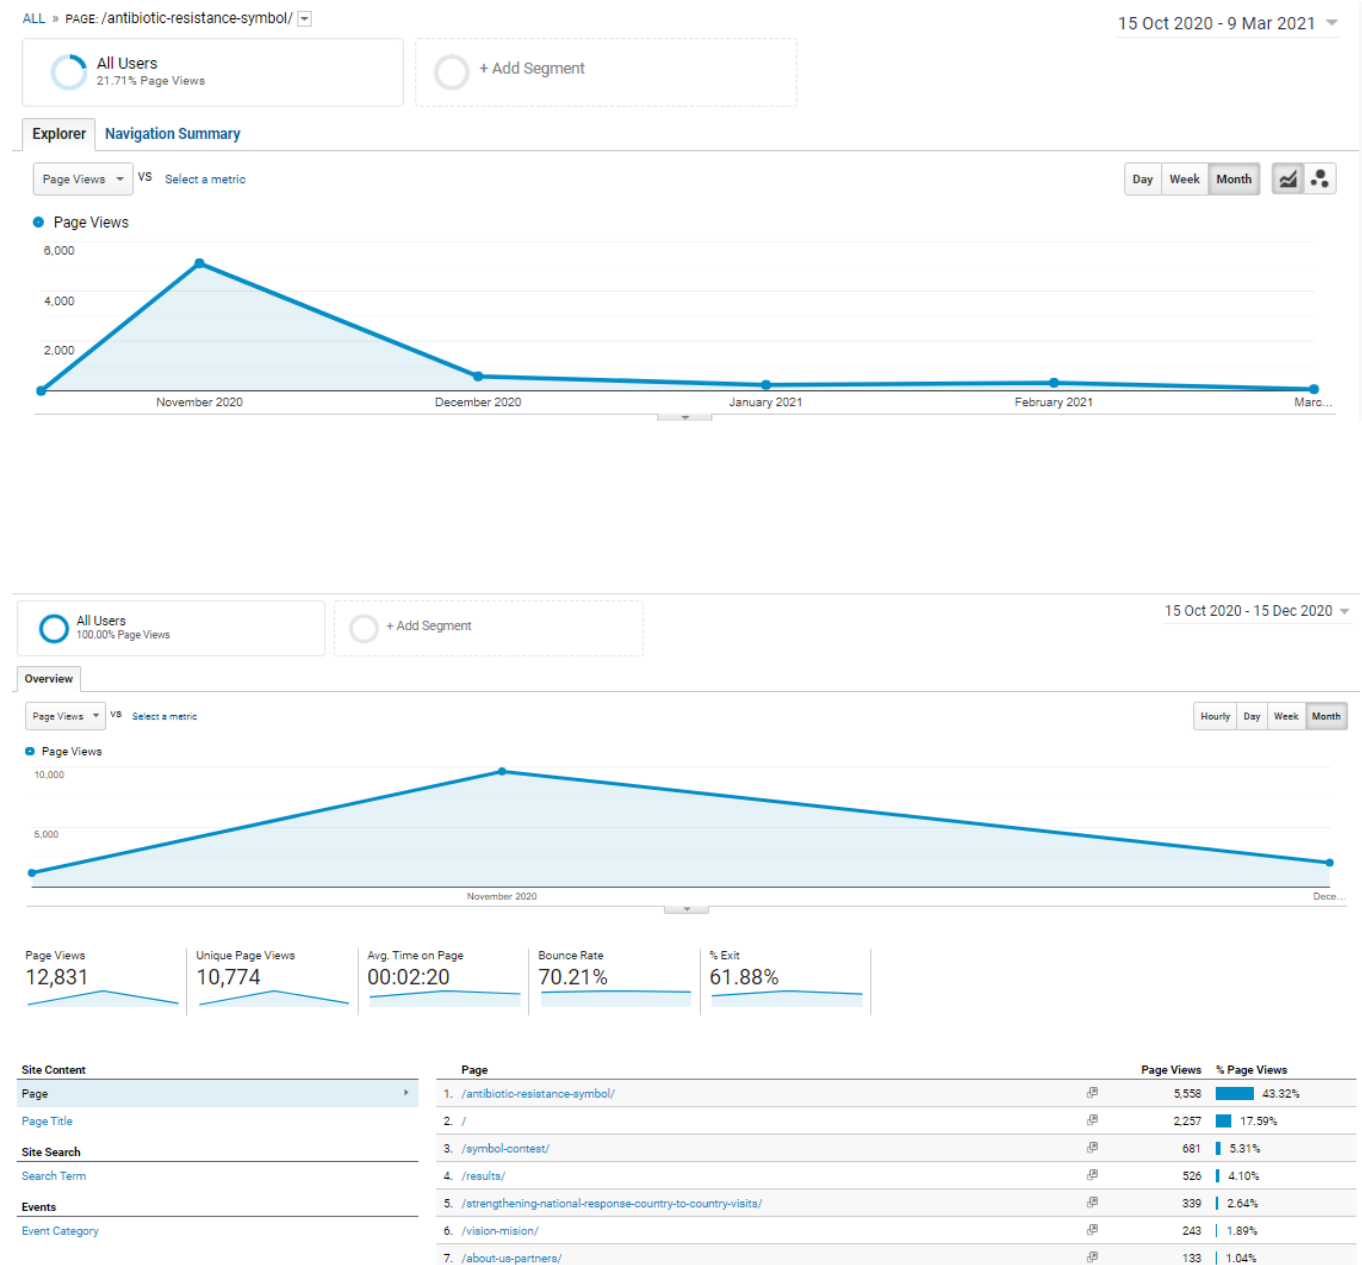 ALL » PAGE: /antibiotic-resistance-symbol/
15 Oct 2020 - 9 Mar 2021
All Users
21.71% Page Views
+ Add Segment
Explorer Navigation Summary
Page Views VS Select a metric
Day Week Month
Page Views
6,000
4,000
2,000
November 2020 December 2020 January 2021 February 2021 Marc...
All Users
100.00% Page Views
+ Add Segment
15 Oct 2020 - 15 Dec 2020
Overview
Page Views VS Select a metric
Hourly Day Week Month
Page Views
10,000
5,000
November 2020 Dece...
Page Views Unique Page Views Avg. Time on Page Bounce Rate % Exit
12,831 10,774 00:02:20 70.21% 61.88%
Site Content
Page
Page Title
Site Search
Search Term
Events
Event Category
Page Page Views % Page Views
1. /antibiotic-resistance-symbol/ 5,558 43.32%
2. / 2,257 17.59%
3. /symbol-contest/ 681 5.31%
4. /results/ 526 4.10%
5. /strengthening-national-response-country-to-country-visits/ 339 2.64%
6. /vision-mision/ 243 1.89%
7. /about-us-partners/ 133 1.04%